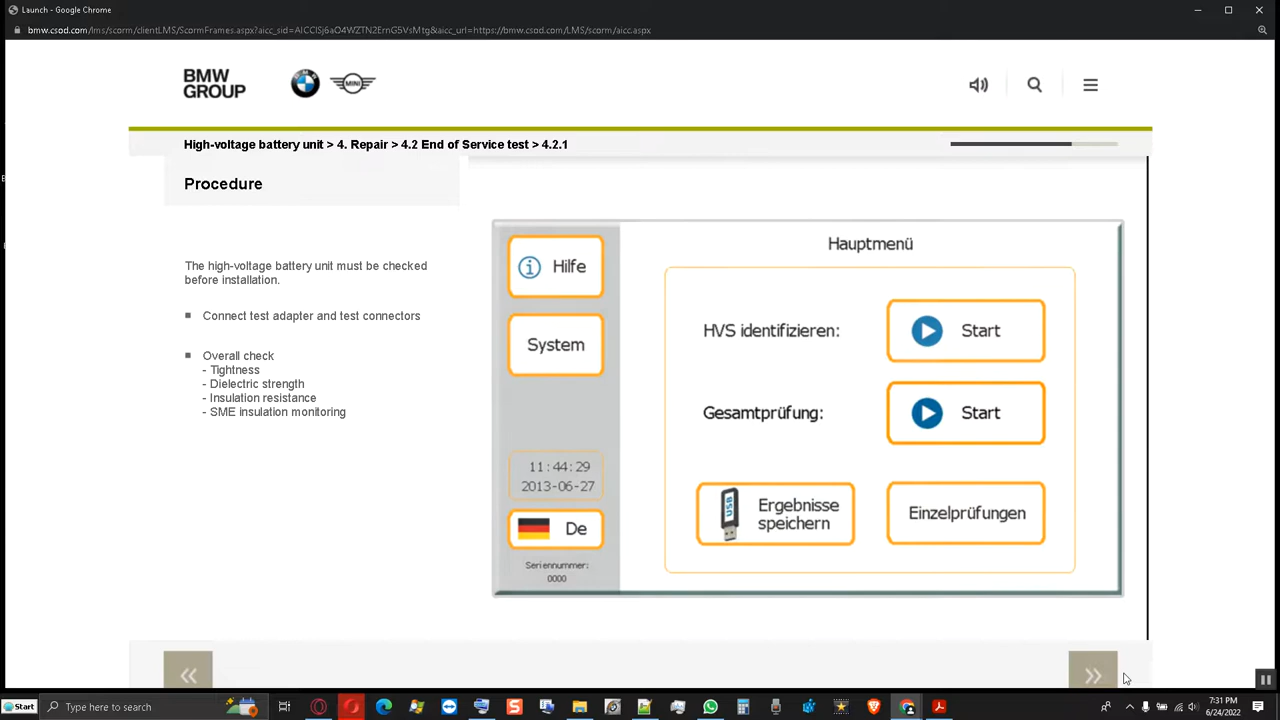 Launch - Google Chrome
bmw.csod.com/lms/scorm/clientLMS/ScormFrames.aspx?aicc_sid=AICCISj6aO4WZTN2ErnG5VsMtg&aicc_url=https://bmw.csod.com/LMS/scorm/aicc.aspx
BMW
GROUP
MINI
High-voltage battery unit > 4. Repair > 4.2 End of Service test > 4.2.1
Procedure
The high-voltage battery unit must be checked
before installation.
Connect test adapter and test connectors
Overall check
- Tightness
- Dielectric strength
- Insulation resistance
- SME insulation monitoring
Hauptmenü
Hilfe
System
HVS identifizieren:
Start
Gesamtprüfung:
Start
11:44:29
2013-06-27
USB
Ergebnisse
speichern
Einzelprüfungen
De
Seriennummer:
0000
Start
Type here to search
7:31 PM
6/24/2022